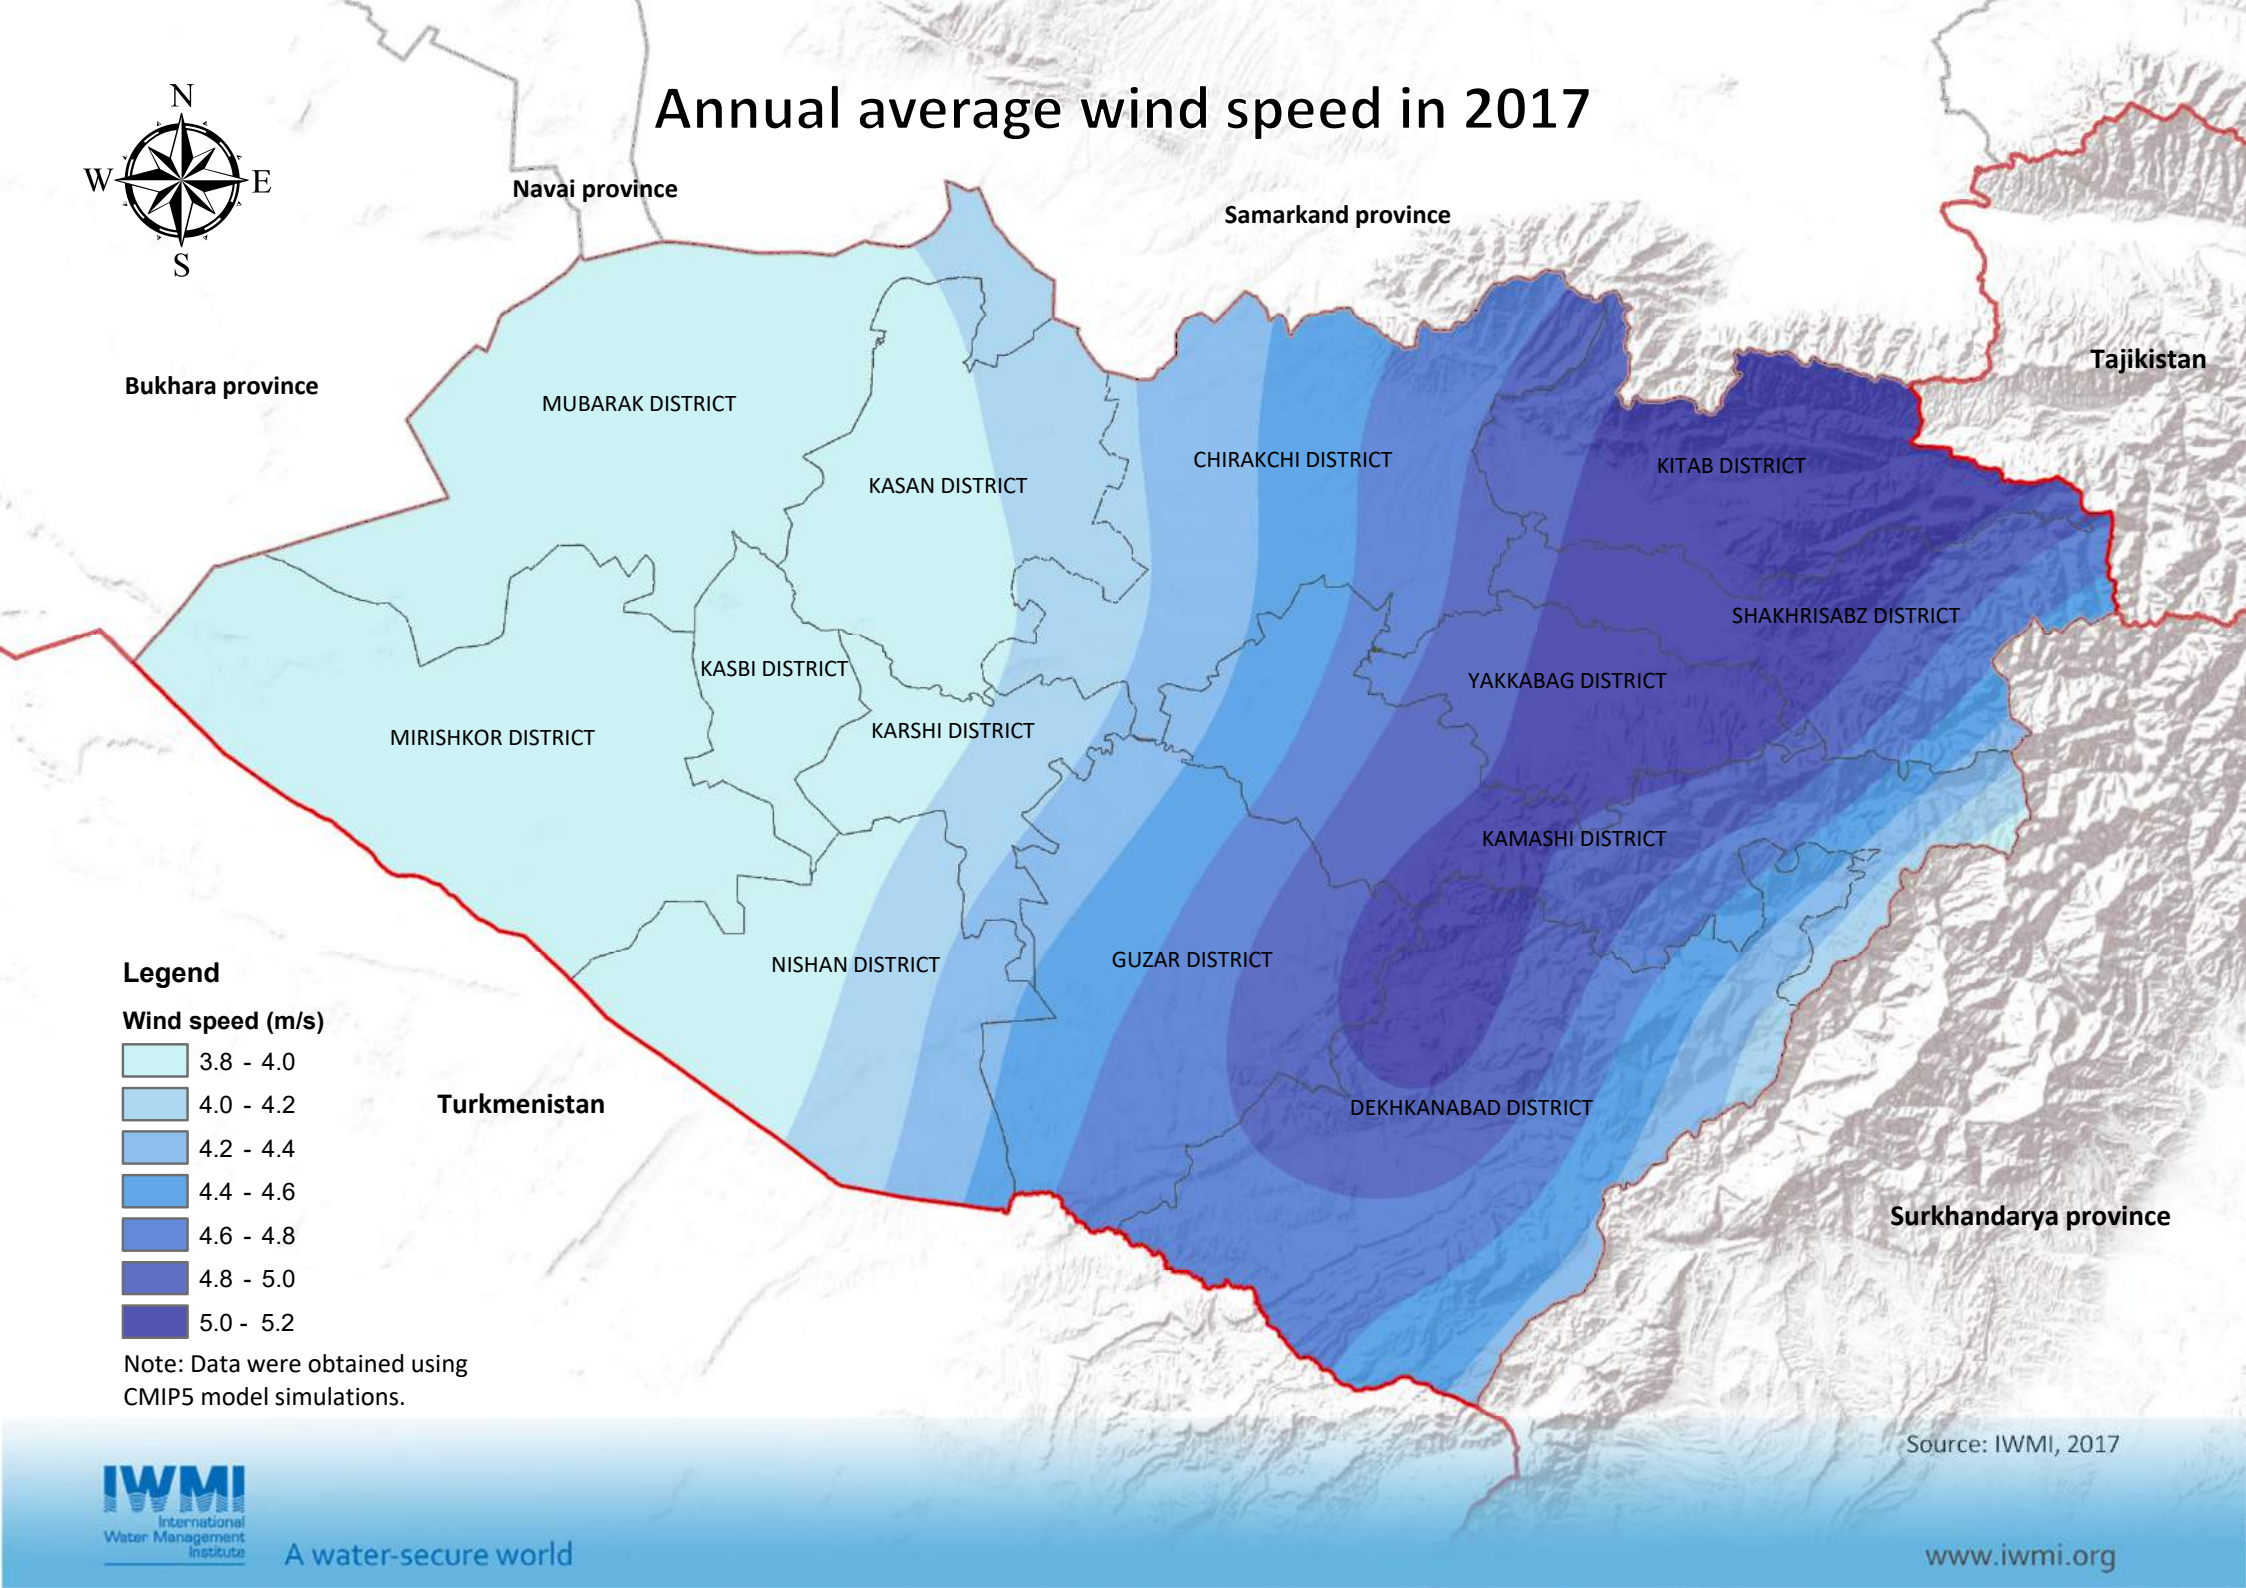 Annual average wind speed in 2017
N
W
E
S
Navai province
Samarkand province
Bukhara province
Tajikistan
MUBARAK DISTRICT
CHIRAKCHI DISTRICT
KITAB DISTRICT
KASAN DISTRICT
SHAKHRISABZ DISTRICT
KASBI DISTRICT
YAKKABAG DISTRICT
KARSHI DISTRICT
MIRISHKOR DISTRICT
KAMASHI DISTRICT
NISHAN DISTRICT
GUZAR DISTRICT
DEKHKANABAD DISTRICT
Turkmenistan
Surkhandarya province
Legend
Wind speed (m/s)
3.8 - 4.0
4.0 - 4.2
4.2 - 4.4
4.4 - 4.6
4.6 - 4.8
4.8 - 5.0
5.0 - 5.2
Note: Data were obtained using
CMIP5 model simulations.
Source: IWMI, 2017
IWMI
International
Water Management
Institute
A water-secure world
www.iwmi.org